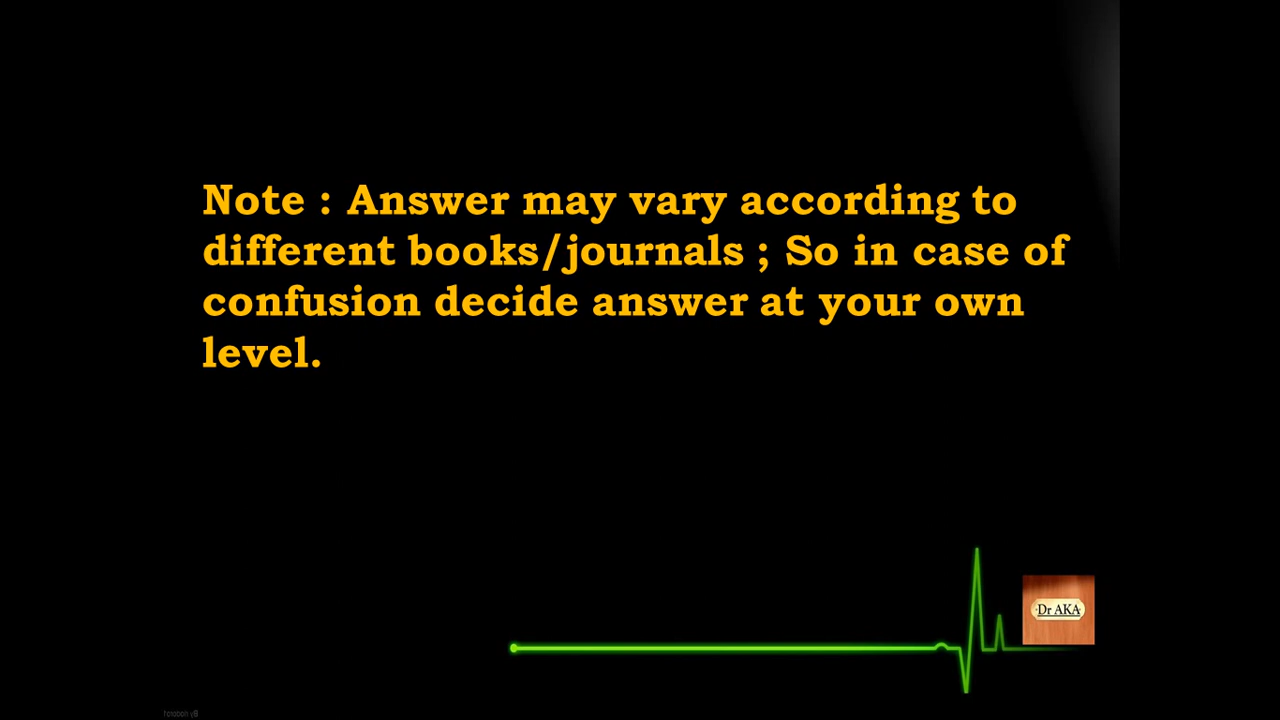 Note : Answer may vary according to
different books/journals ; So in case of
confusion decide answer at your own
level.
Dr AKA